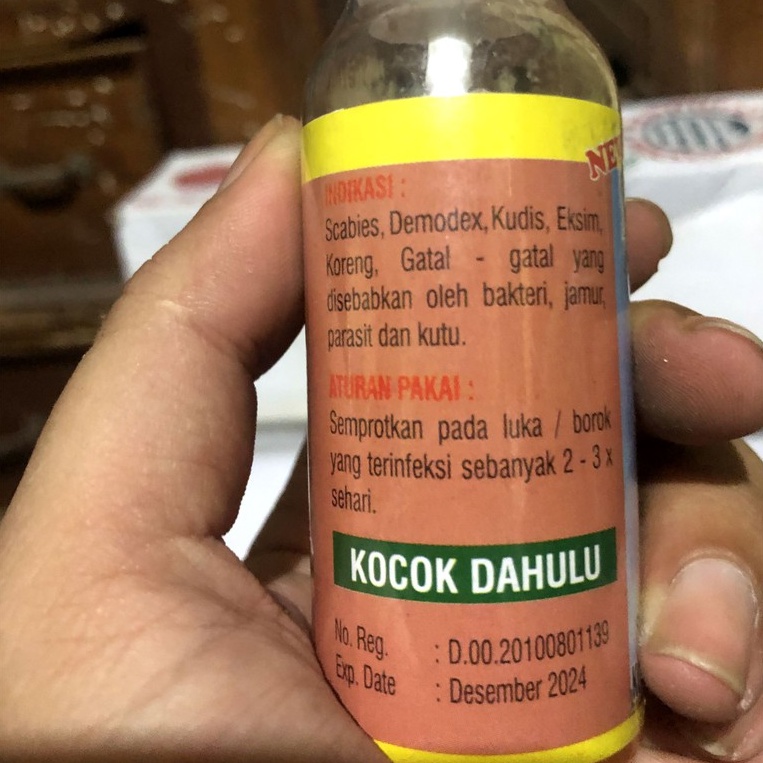 INDIKASI :
Scabies, Demodex, Kudis, Eksim,
Koreng, Gatal - gatal yang
disebabkan oleh bakteri, jamur,
parasit dan kutu.
ATURAN PAKAI :
Semprotkan pada luka / borok
yang terinfeksi sebanyak 2 - 3 x
sehari.
KOCOK DAHULU
No. Reg. : D.00.20100801139
Exp. Date : Desember 2024